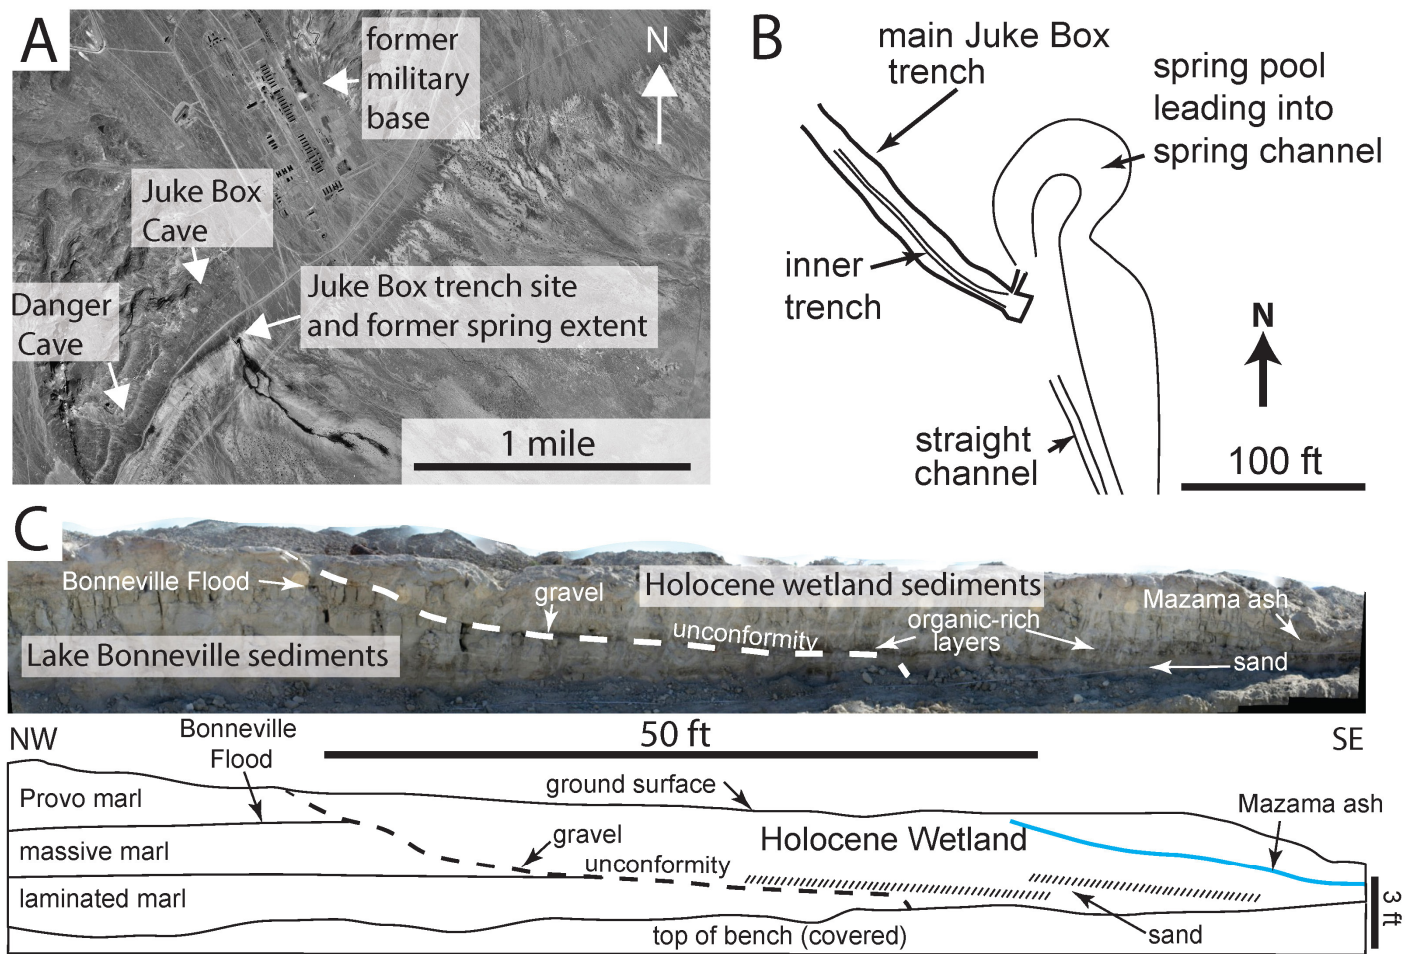 A
former
military
base
N
Juke Box
Cave
Danger
Cave
Juke Box trench site
and former spring extent
1 mile
B
main Juke Box
trench
spring pool
leading into
spring channel
inner
trench
N
straight
channel
100 ft
C
Bonneville Flood
gravel
Holocene wetland sediments
Mazama ash
organic-rich
layers
unconformity
Lake Bonneville sediments
sand
NW
Bonneville
Flood
50 ft
SE
ground surface
Provo marl
Mazama ash
gravel
Holocene Wetland
massive marl
unconformity
laminated marl
3 ft
top of bench (covered)
sand